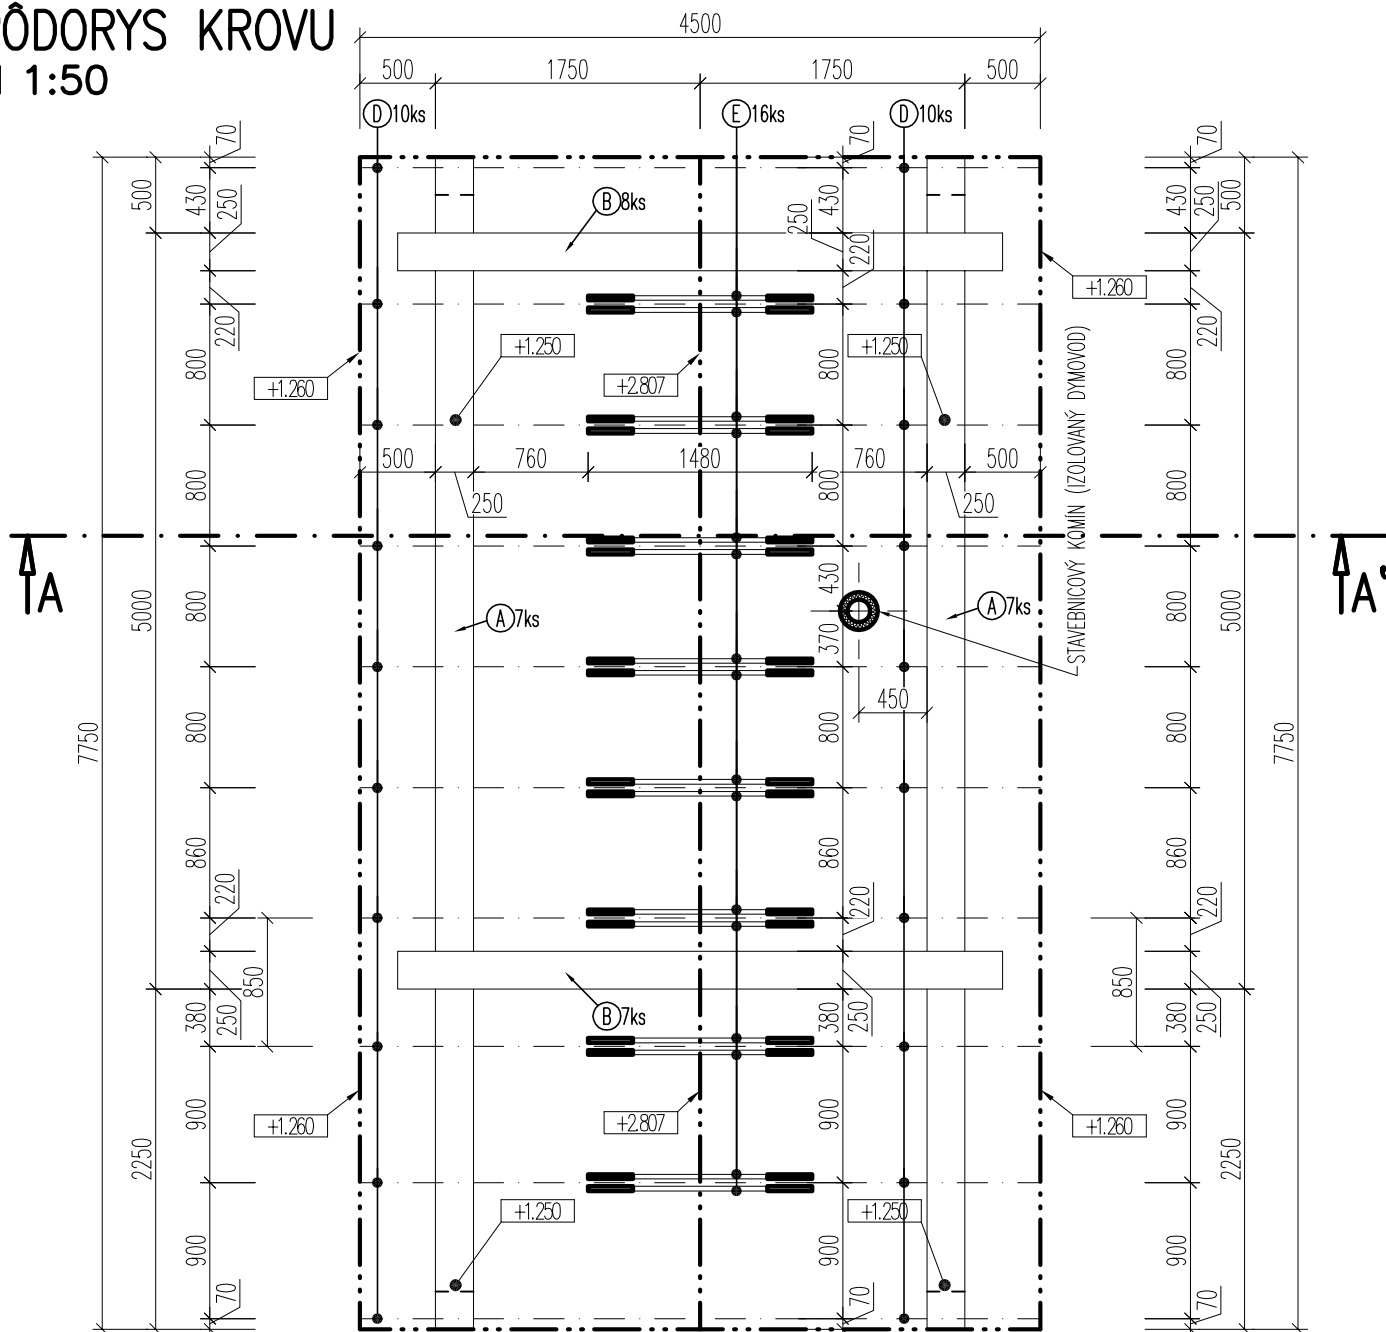 ÔDORYS KROVU
1:50
4500
500 1750 1750 500
D 10ks E 16ks D 10ks
70 70 70
500 430 250 B 8ks 250 430 220 430 250 500
+1.260
220 220
800 +1.250 800 +1.250 800
+1.260 +2.807
STAVEBNICOVÝ KOMÍN (IZOLOVANÝ DYMOVOD)
500 760 1480 760 500
800 250 800 250 800
A A'
5000 800 A 7ks 430 370 A 7ks 800 5000
450
7750 800 800 800 7750
860 860 860
220 220 220
850 850
380 250 B 7ks 380 250 380 250
900 900 900
+1.260 +2.807 +1.260
2250 2250
+1.250 +1.250
900 900 900
70 70 70